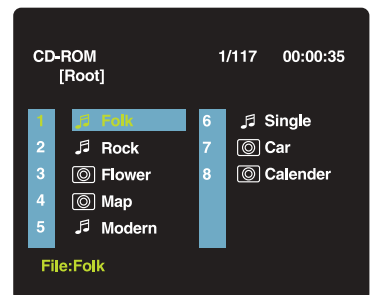 CD-ROM 1/117 00:00:35
[Root]
1 Folk 6 Single
2 Rock 7 Car
3 Flower 8 Calender
4 Map
5 Modern
File:Folk